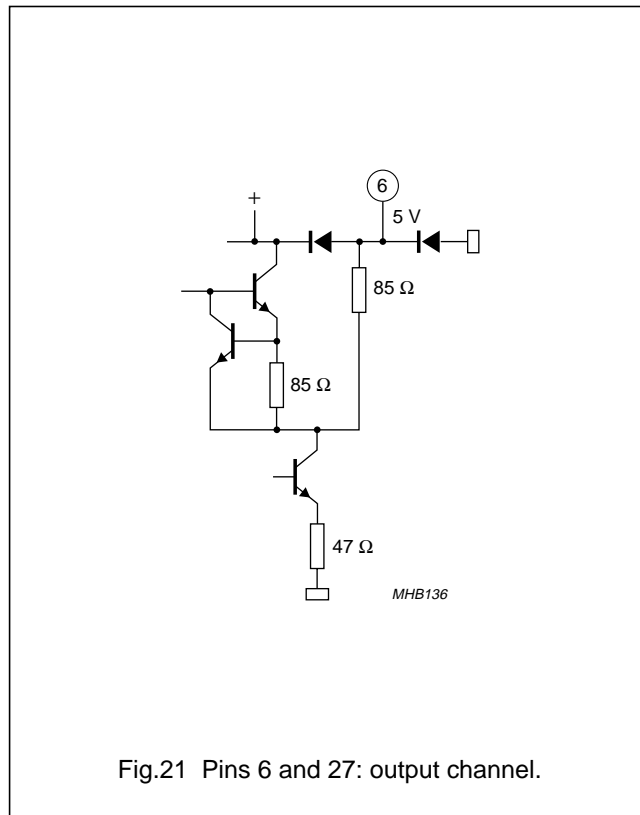 +
6
5 V
85 Ω
85 Ω
47 Ω
MHB136
Fig.21 Pins 6 and 27: output channel.